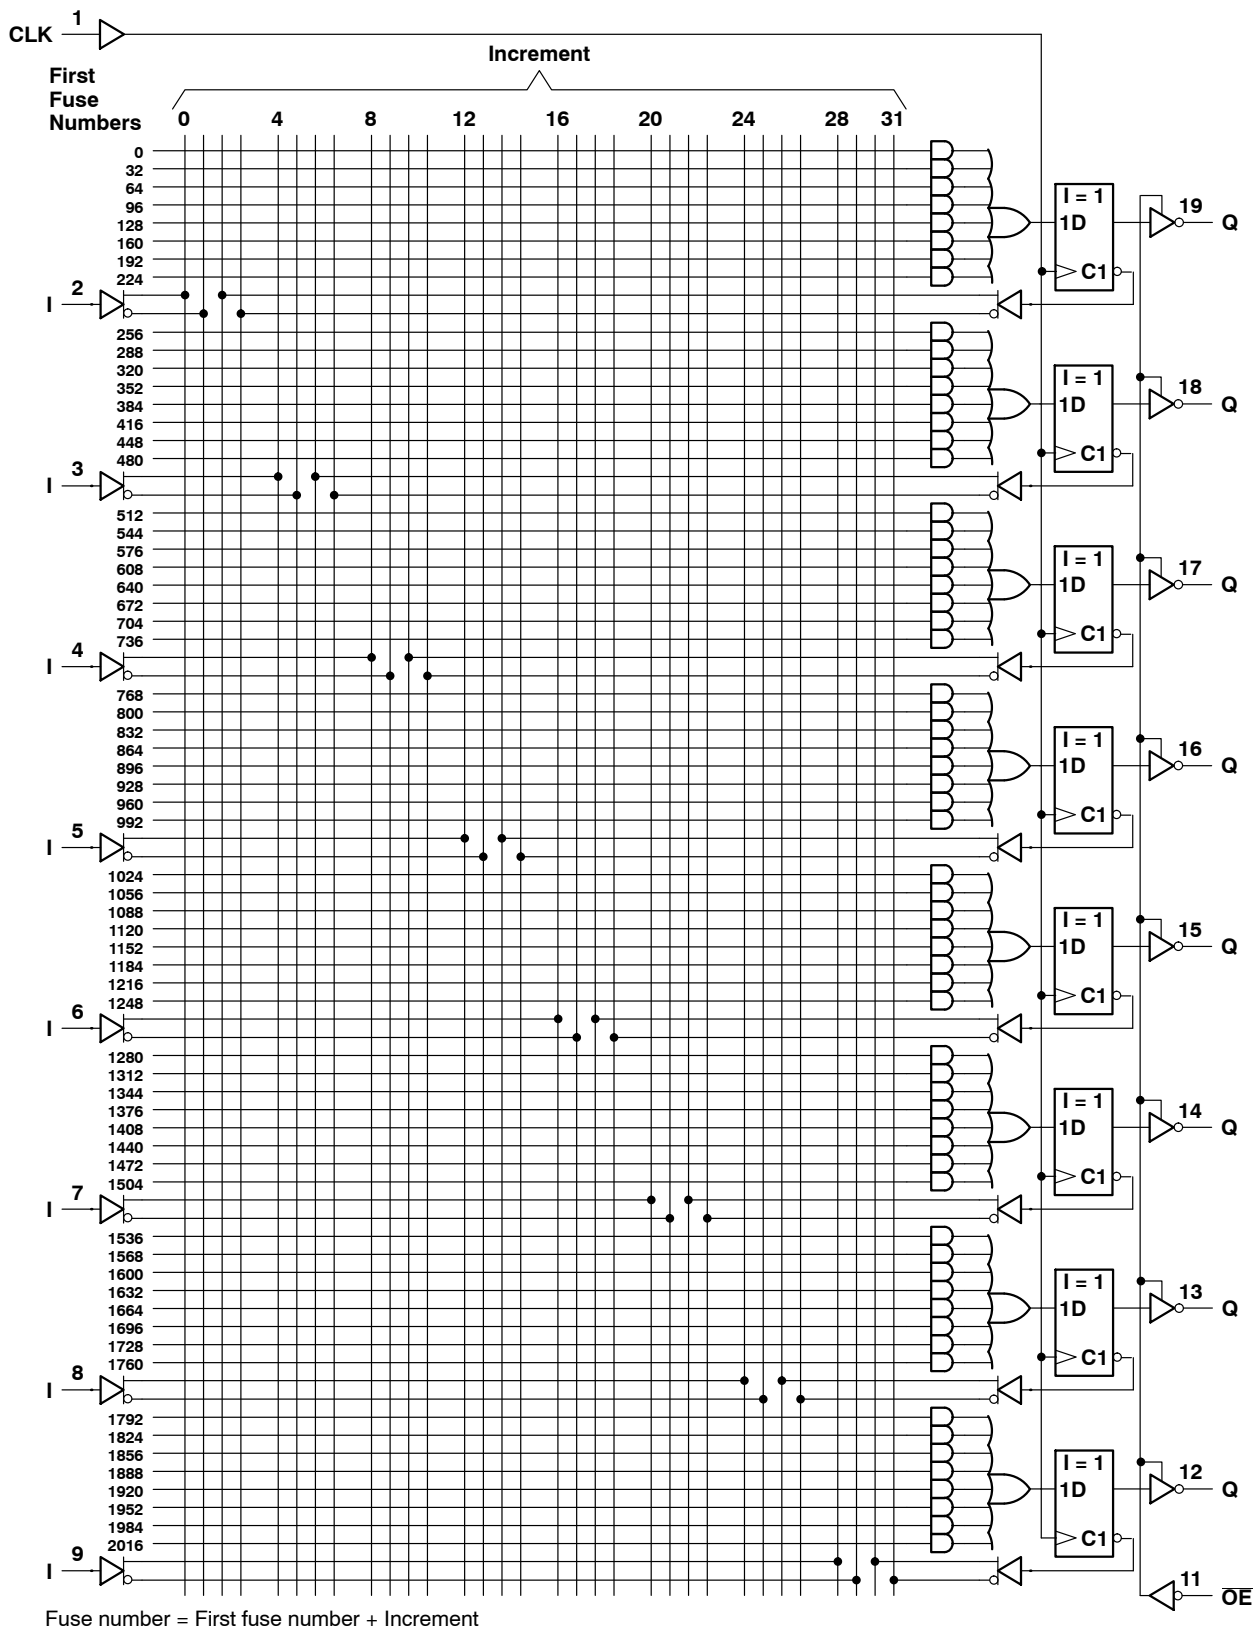 1
CLK
Increment
First
Fuse
Numbers
0 4 8 12 16 20 24 28 31
0
32
64
96
128
160
192
224
I = 1
1D
C1
19
Q
2
I
256
288
320
352
384
416
448
480
I = 1
1D
C1
18
Q
3
I
512
544
576
608
640
672
704
736
I = 1
1D
C1
17
Q
4
I
768
800
832
864
896
928
960
992
I = 1
1D
C1
16
Q
5
I
1024
1056
1088
1120
1152
1184
1216
1248
I = 1
1D
C1
15
Q
6
I
1280
1312
1344
1376
1408
1440
1472
1504
I = 1
1D
C1
14
Q
7
I
1536
1568
1600
1632
1664
1696
1728
1760
I = 1
1D
C1
13
Q
8
I
1792
1824
1856
1888
1920
1952
1984
2016
I = 1
1D
C1
12
Q
9
I
11
O̅E̅
Fuse number = First fuse number + Increment